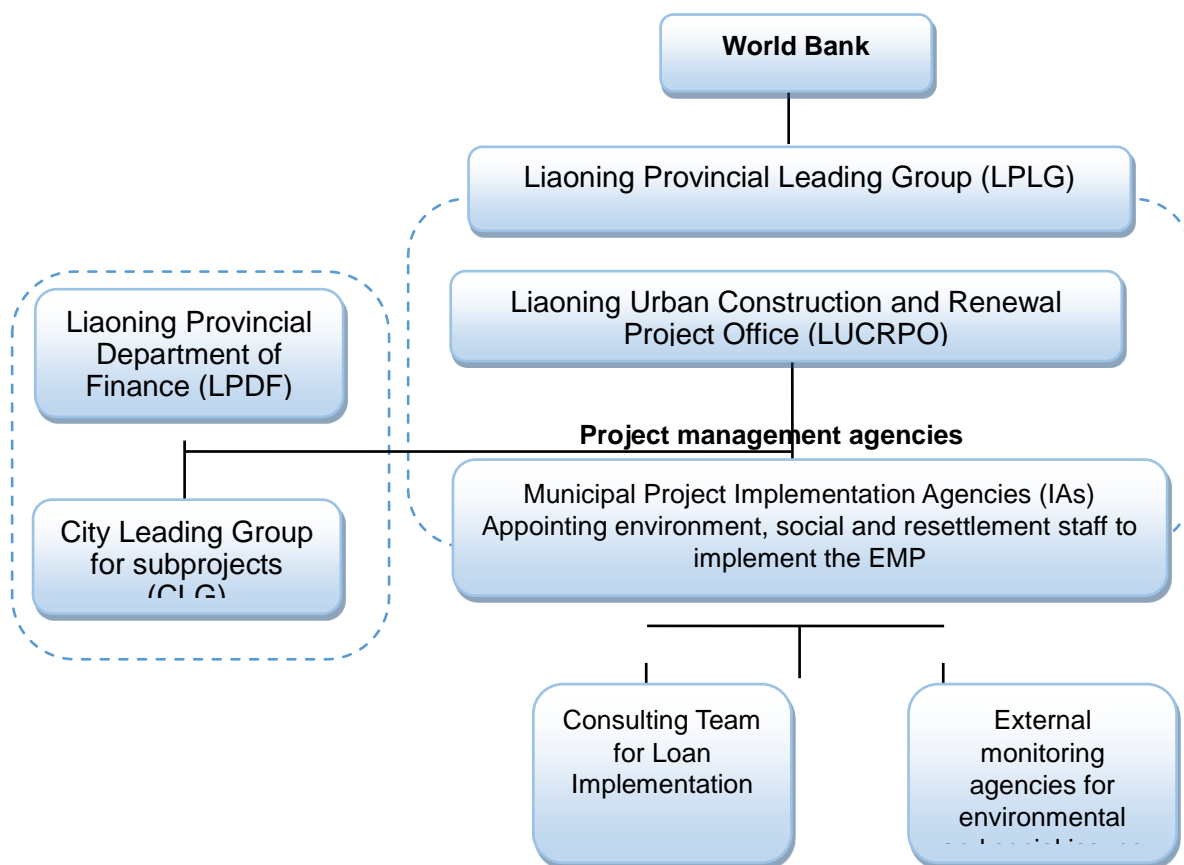 World Bank
Liaoning Provincial Leading Group (LPLG)
Liaoning Urban Construction and Renewal
Project Office (LUCRPO)
Liaoning Provincial
Department of
Finance (LPDF)
Project management agencies
Municipal Project Implementation Agencies (IAs)
Appointing environment, social and resettlement staff to
implement the EMP
City Leading Group
for subprojects
(CLG)
Consulting Team
for Loan
Implementation
External
monitoring
agencies for
environmental